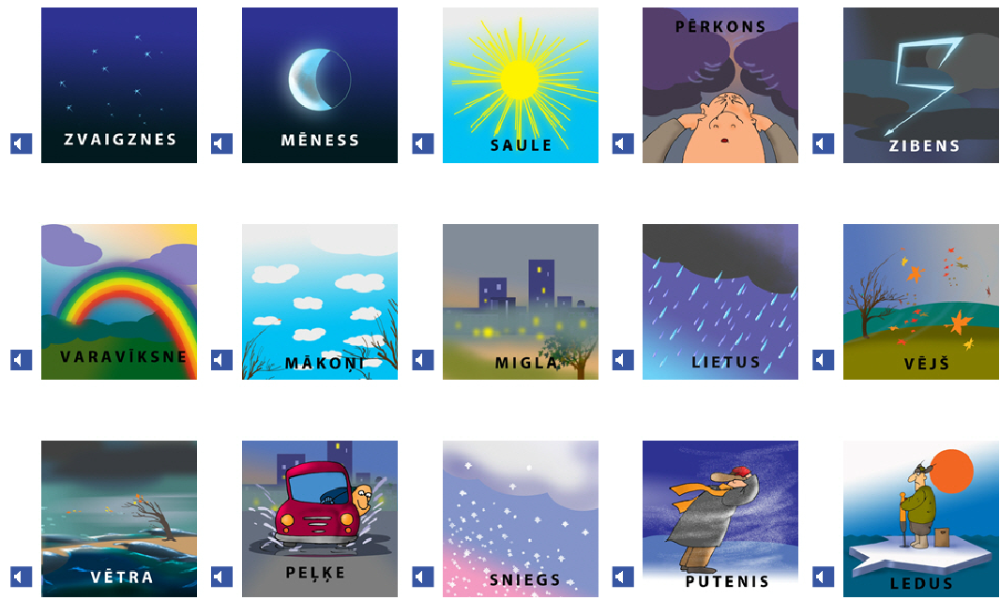 ZVAIGZNES
MĒNESS
SAULE
PĒRKONS
ZIBENS
VARAVĪKSNE
MĀKOŅI
MIGLA
LIETUS
VĒJŠ
VĒTRA
PEĻĶE
SNIEGS
PUTENIS
LEDUS